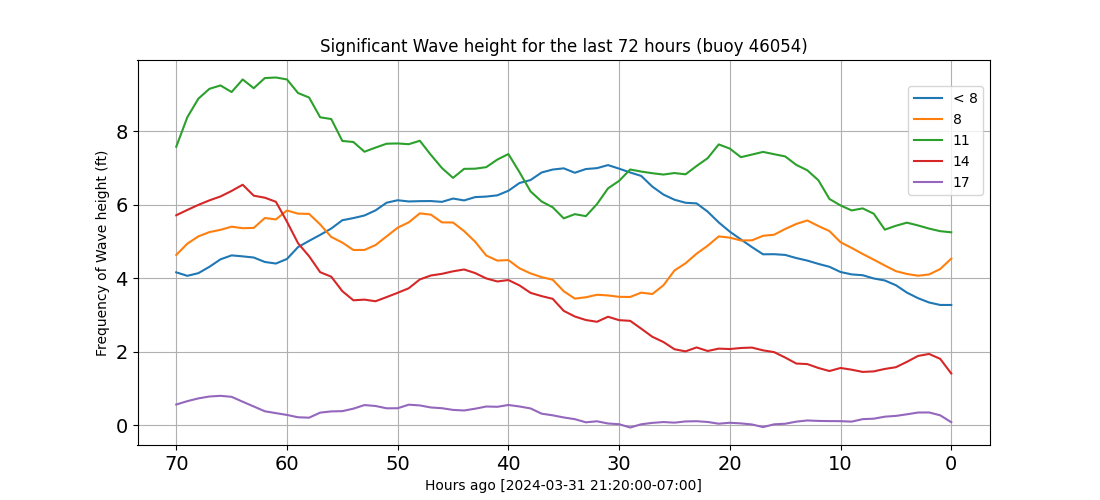 Significant Wave height for the last 72 hours (buoy 46054)
Frequency of Wave height (ft)
8
6
4
2
0
< 8
8
11
14
17
70 60 50 40 30 20 10 0
Hours ago [2024-03-31 21:20:00-07:00]